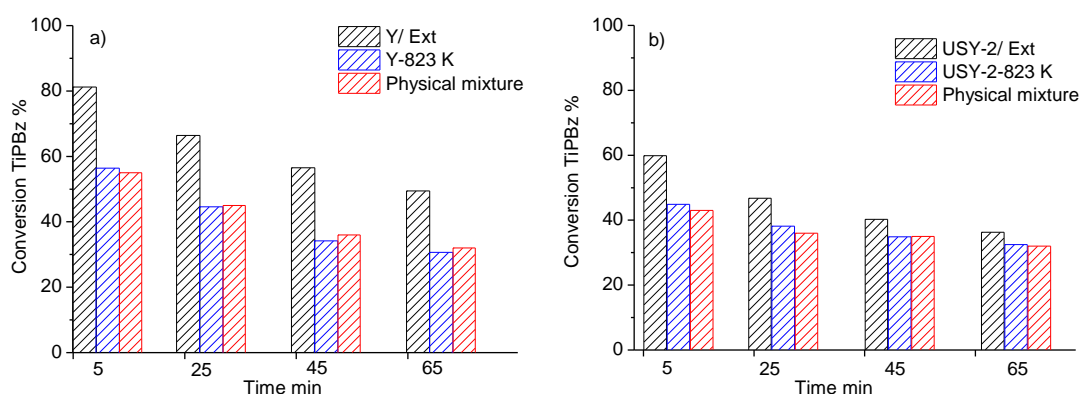 a)
Y/ Ext
Y-823 K
Physical mixture
Conversion TiPBz %
100
80
60
40
20
0
5 25 45 65
Time min
b)
USY-2/ Ext
USY-2-823 K
Physical mixture
Conversion TiPBz %
100
80
60
40
20
0
5 25 45 65
Time min